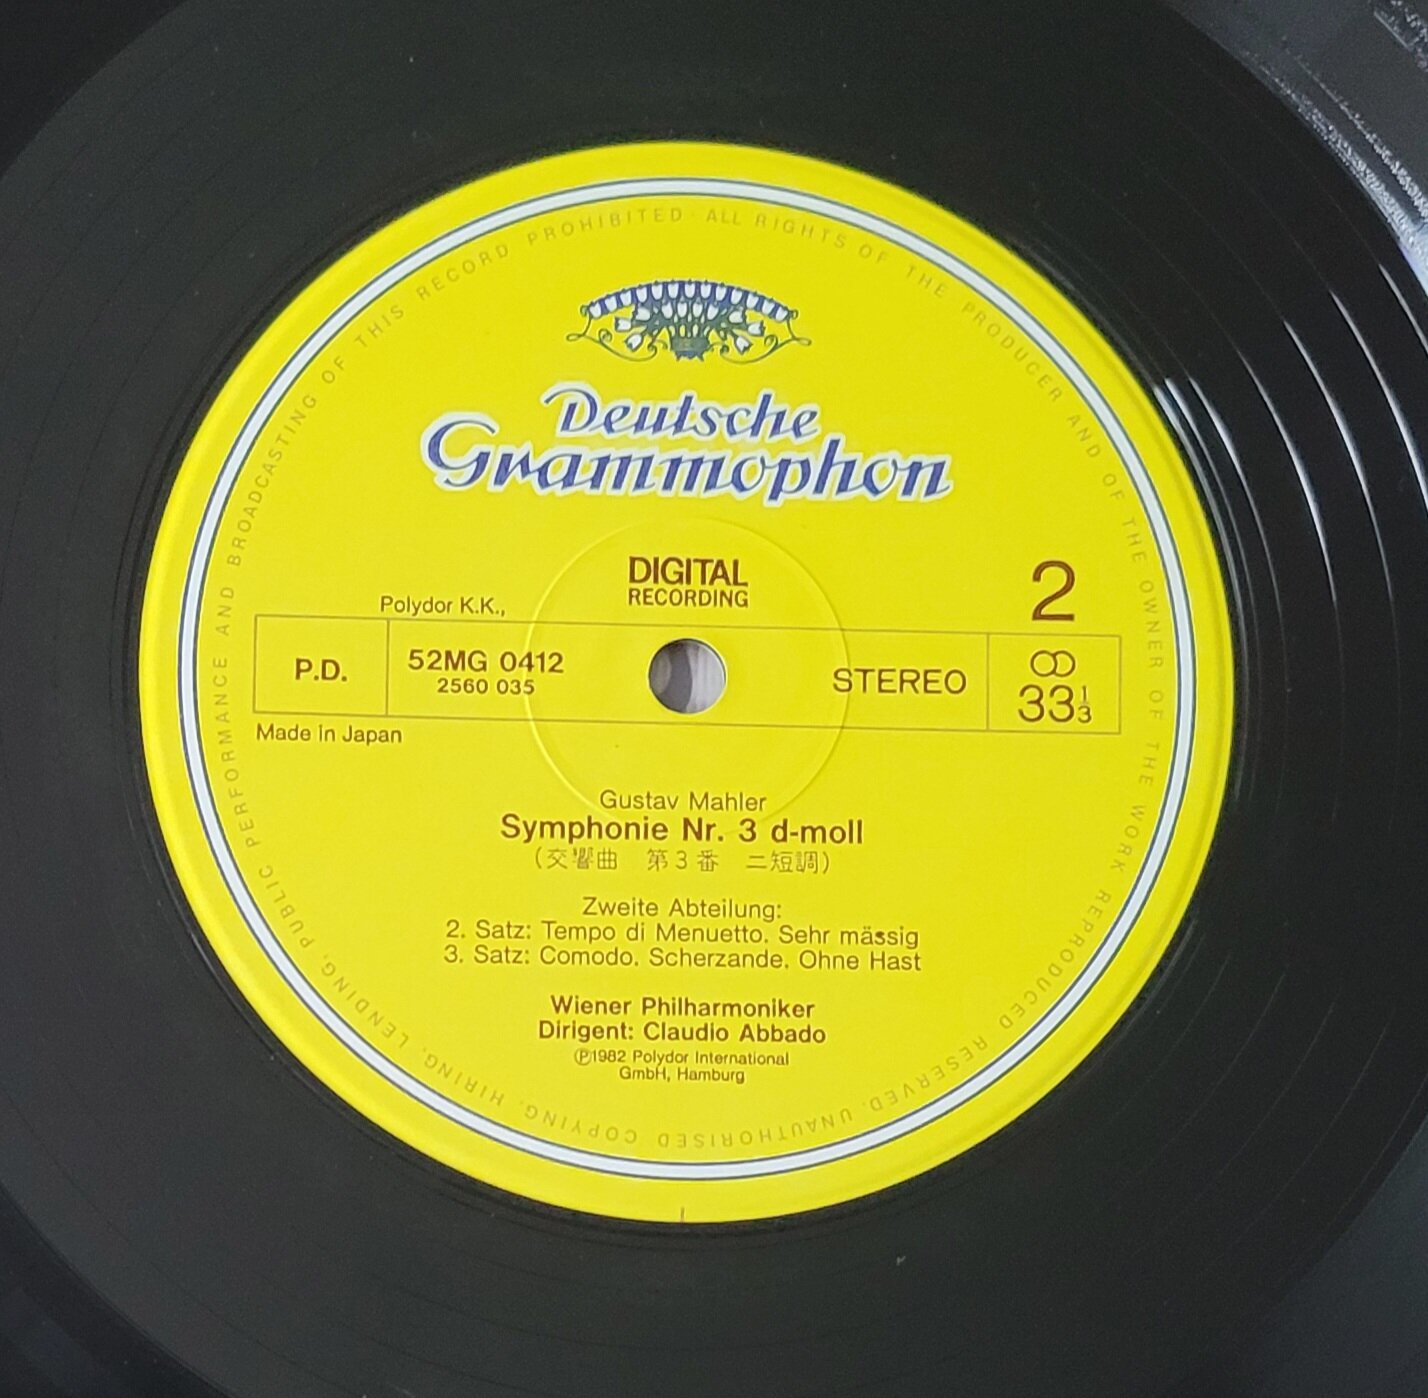 PERFORMANCE AND BROADCASTING OF THIS RECORD PROHIBITED · ALL RIGHTS OF THE PRODUCER AND OF THE OWNER OF THE WORK REPRODUCED RESERVED. UNAUTHORISED COPYING, HIRING, LENDING, PUBLIC
Deutsche
Grammophon
DIGITAL
RECORDING
2
Polydor K.K.,
P.D.
52MG 0412
2560 035
STEREO
33 1/3
Made in Japan
Gustav Mahler
Symphonie Nr. 3 d-moll
(交響曲 第3番 ニ短調)
Zweite Abteilung:
2. Satz: Tempo di Menuetto. Sehr mässig
3. Satz: Comodo. Scherzande. Ohne Hast
Wiener Philharmoniker
Dirigent: Claudio Abbado
℗1982 Polydor International
GmbH, Hamburg